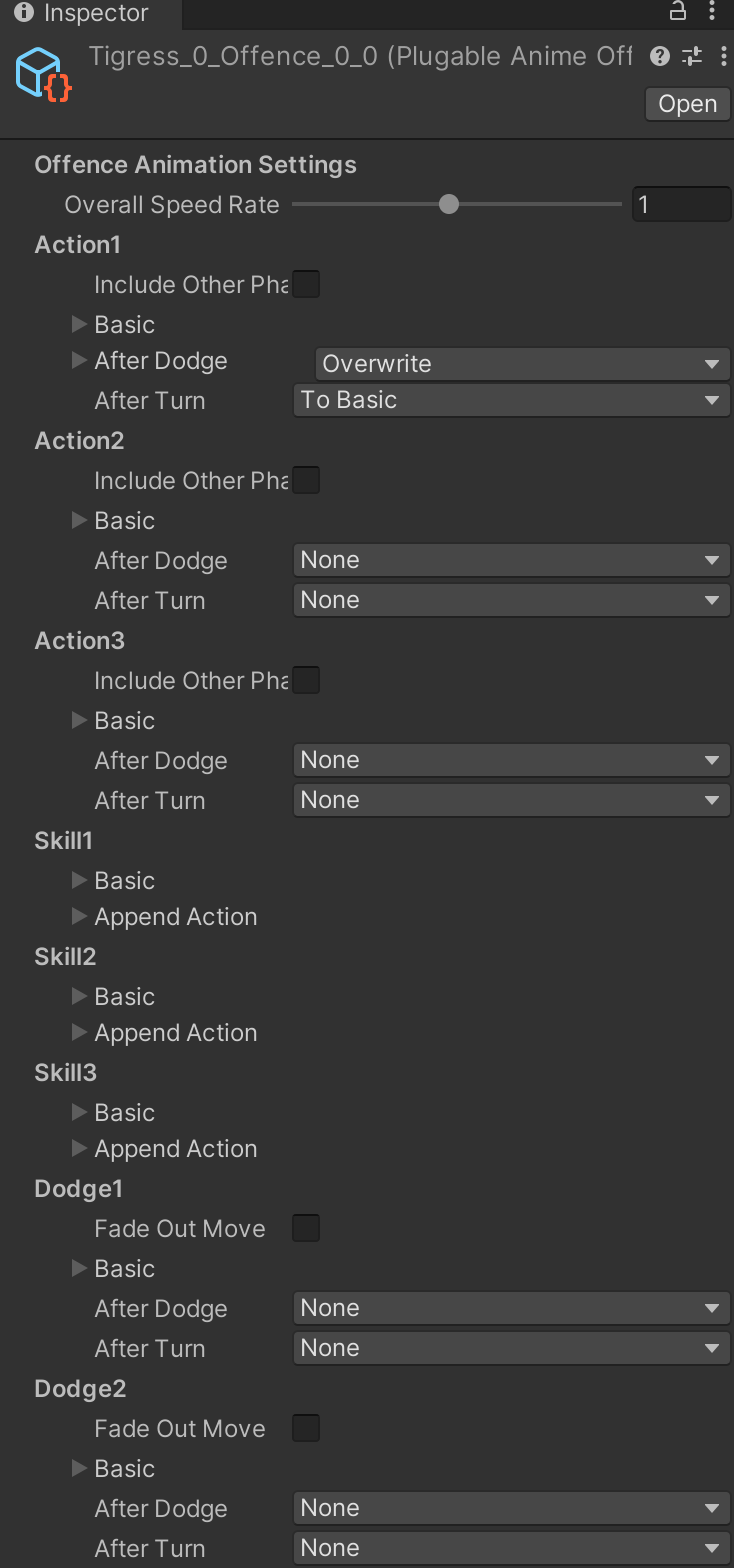 Inspector
Tigress_0_Offence_0_0 (Plugable Anime Off
Open
Offence Animation Settings
Overall Speed Rate 1
Action1
Include Other Pha
Basic
After Dodge Overwrite
After Turn To Basic
Action2
Include Other Pha
Basic
After Dodge None
After Turn None
Action3
Include Other Pha
Basic
After Dodge None
After Turn None
Skill1
Basic
Append Action
Skill2
Basic
Append Action
Skill3
Basic
Append Action
Dodge1
Fade Out Move
Basic
After Dodge None
After Turn None
Dodge2
Fade Out Move
Basic
After Dodge None
After Turn None